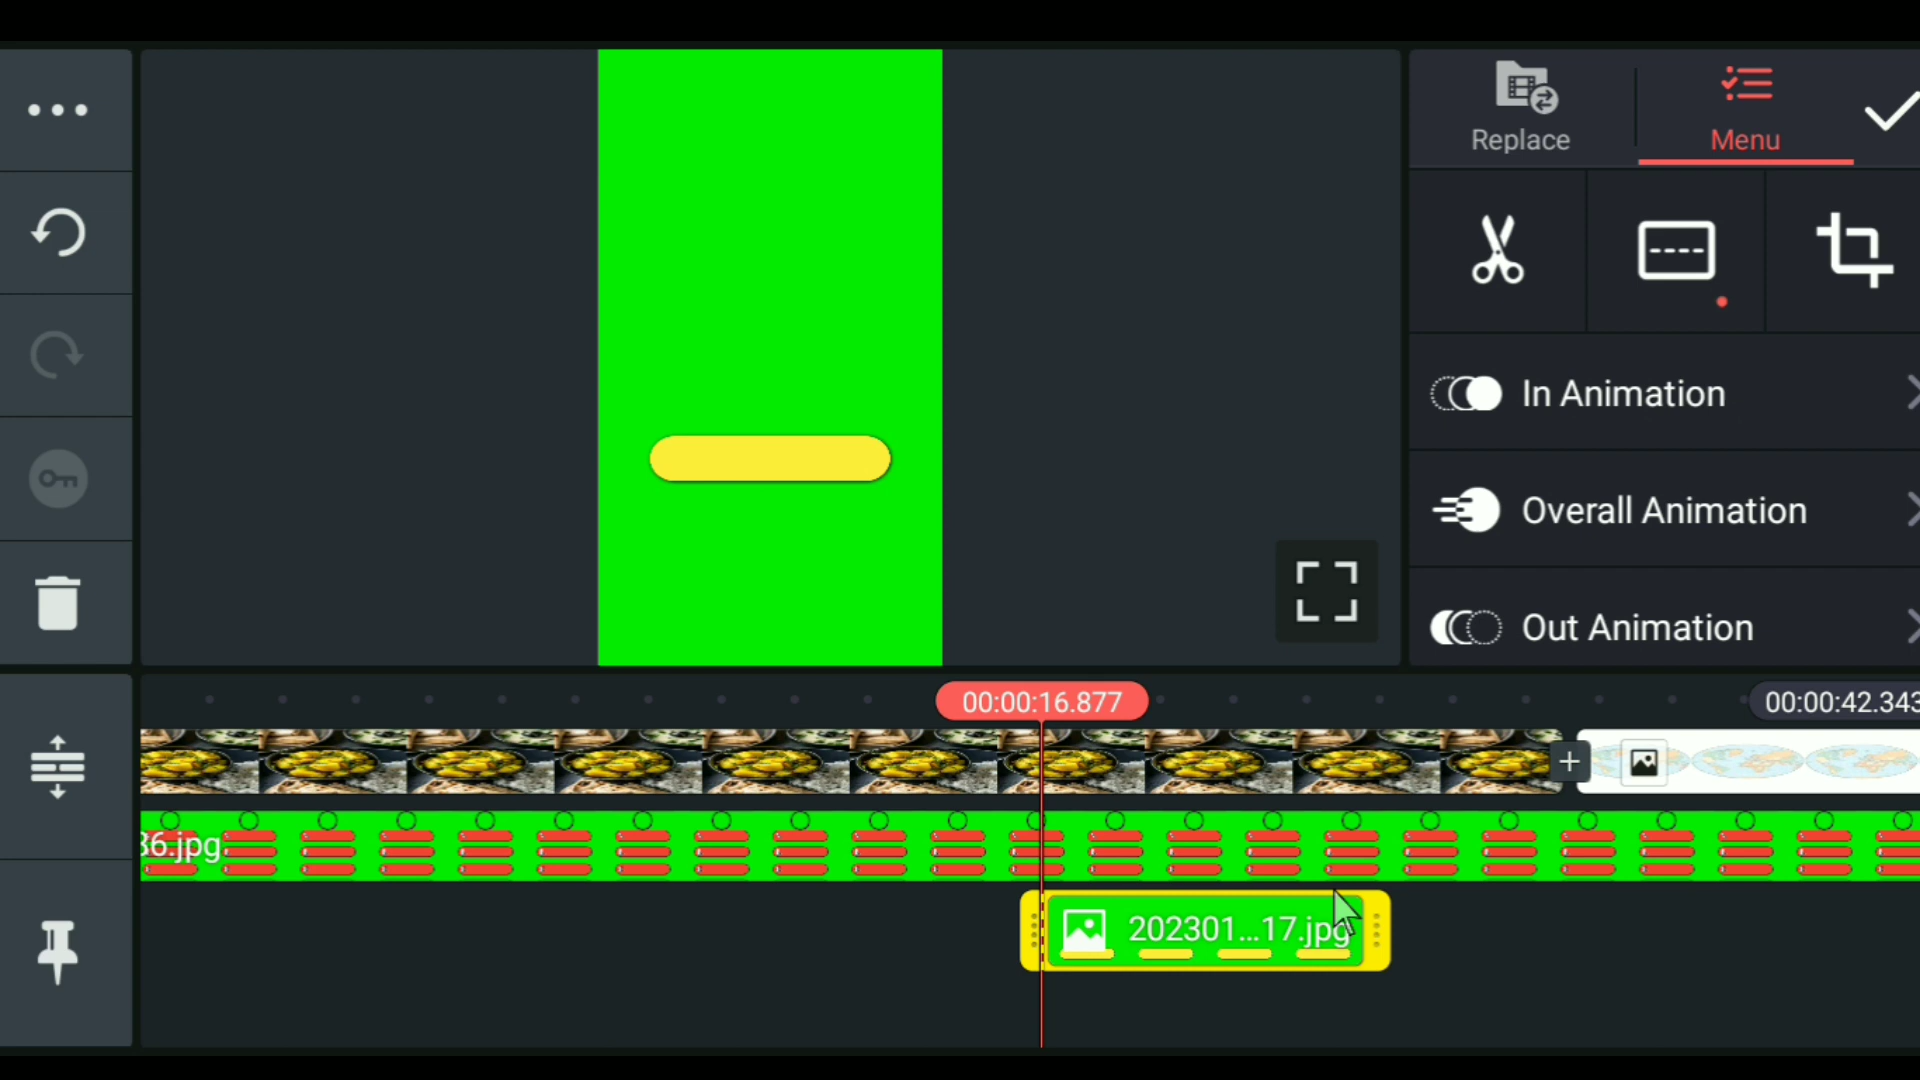 Replace
Menu
In Animation
Overall Animation
Out Animation
00:00:16.877
00:00:42.343
36.jpg
202301...17.jpg